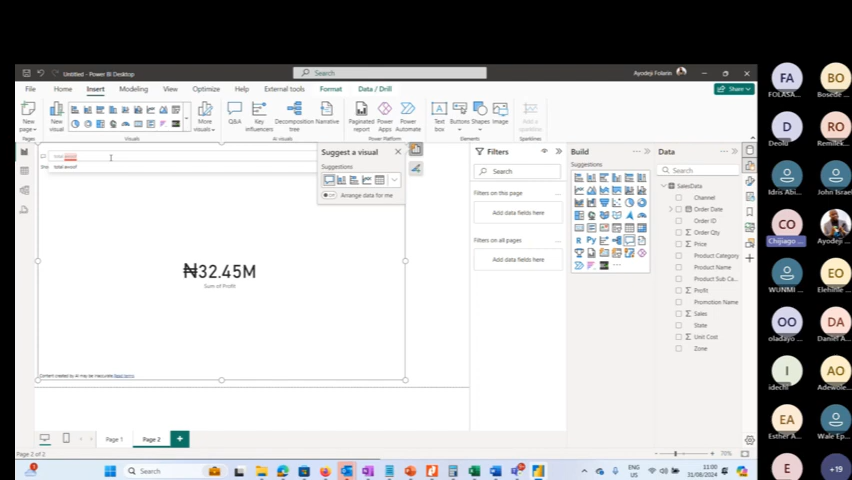 Untitled - Power BI Desktop
Search
Ayodeji Folarin
File Home Insert Modeling View Optimize Help External tools Format Data / Drill
Share
New page
New visual
More visuals
Q&A
Key influencers
Decomposition tree
Narrative
Paginated report
Power Apps
Power Automate
Text box
Buttons
Shapes
Image
Add a sparkline
Pages
Visuals
AI visuals
Power Platform
Elements
Sparklines
Suggest a visual
Suggestions
Arrange data for me
₦32.45M
Sum of Profit
Content created by AI may be inaccurate. Read terms
Filters
Search
Filters on this page
Add data fields here
Filters on all pages
Add data fields here
Build
Suggestions
Data
Search
SalesData
Channel
Order Date
Order ID
Order Qty
Price
Product Category
Product Name
Product Sub Ca...
Profit
Promotion Name
Sales
State
Unit Cost
Zone
Page 1
Page 2
Page 2 of 2
70%
Search
ENG
US
11:00
31/08/2024
FA
FOLASA...
BO
Bosede ...
Deolu
RO
Remilek...
Idris Abi...
John Israel
CO
Chijiago ...
Ayodeji ...
WUNMI ...
EO
Elehinle ...
OO
oladayo ...
DA
Daniel A...
I
idechi
AO
Adewole...
EA
Esther A...
Wale Ep...
E
+19